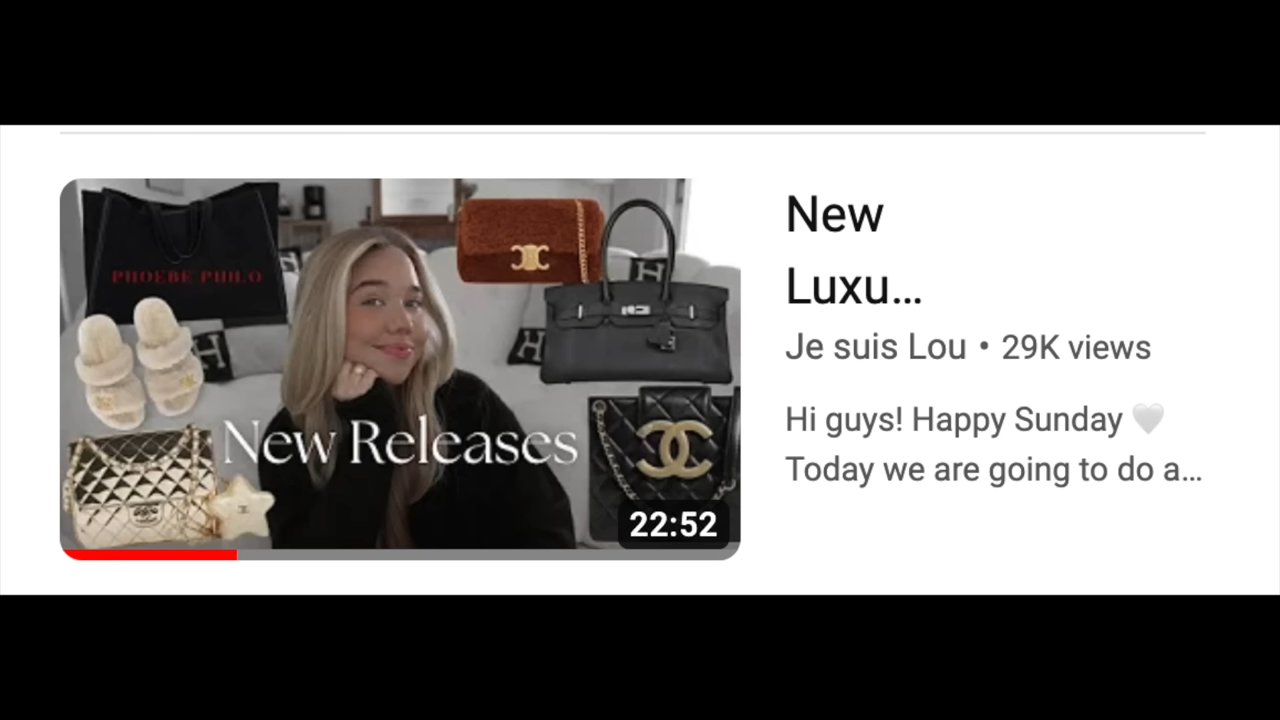 PHOEBE PHILO
New Releases
22:52
New
Luxu…
Je suis Lou • 29K views
Hi guys! Happy Sunday 🤍
Today we are going to do a...